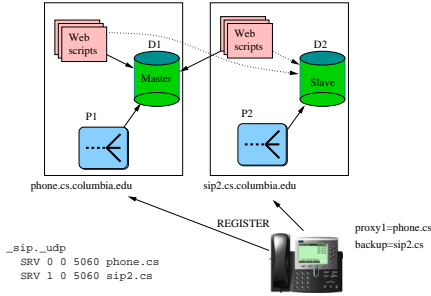 Web
scripts
D1
Master
P1
phone.cs.columbia.edu
Web
scripts
D2
Slave
P2
sip2.cs.columbia.edu
REGISTER
proxy1=phone.cs
backup=sip2.cs
_sip._udp
SRV 0 0 5060 phone.cs
SRV 1 0 5060 sip2.cs